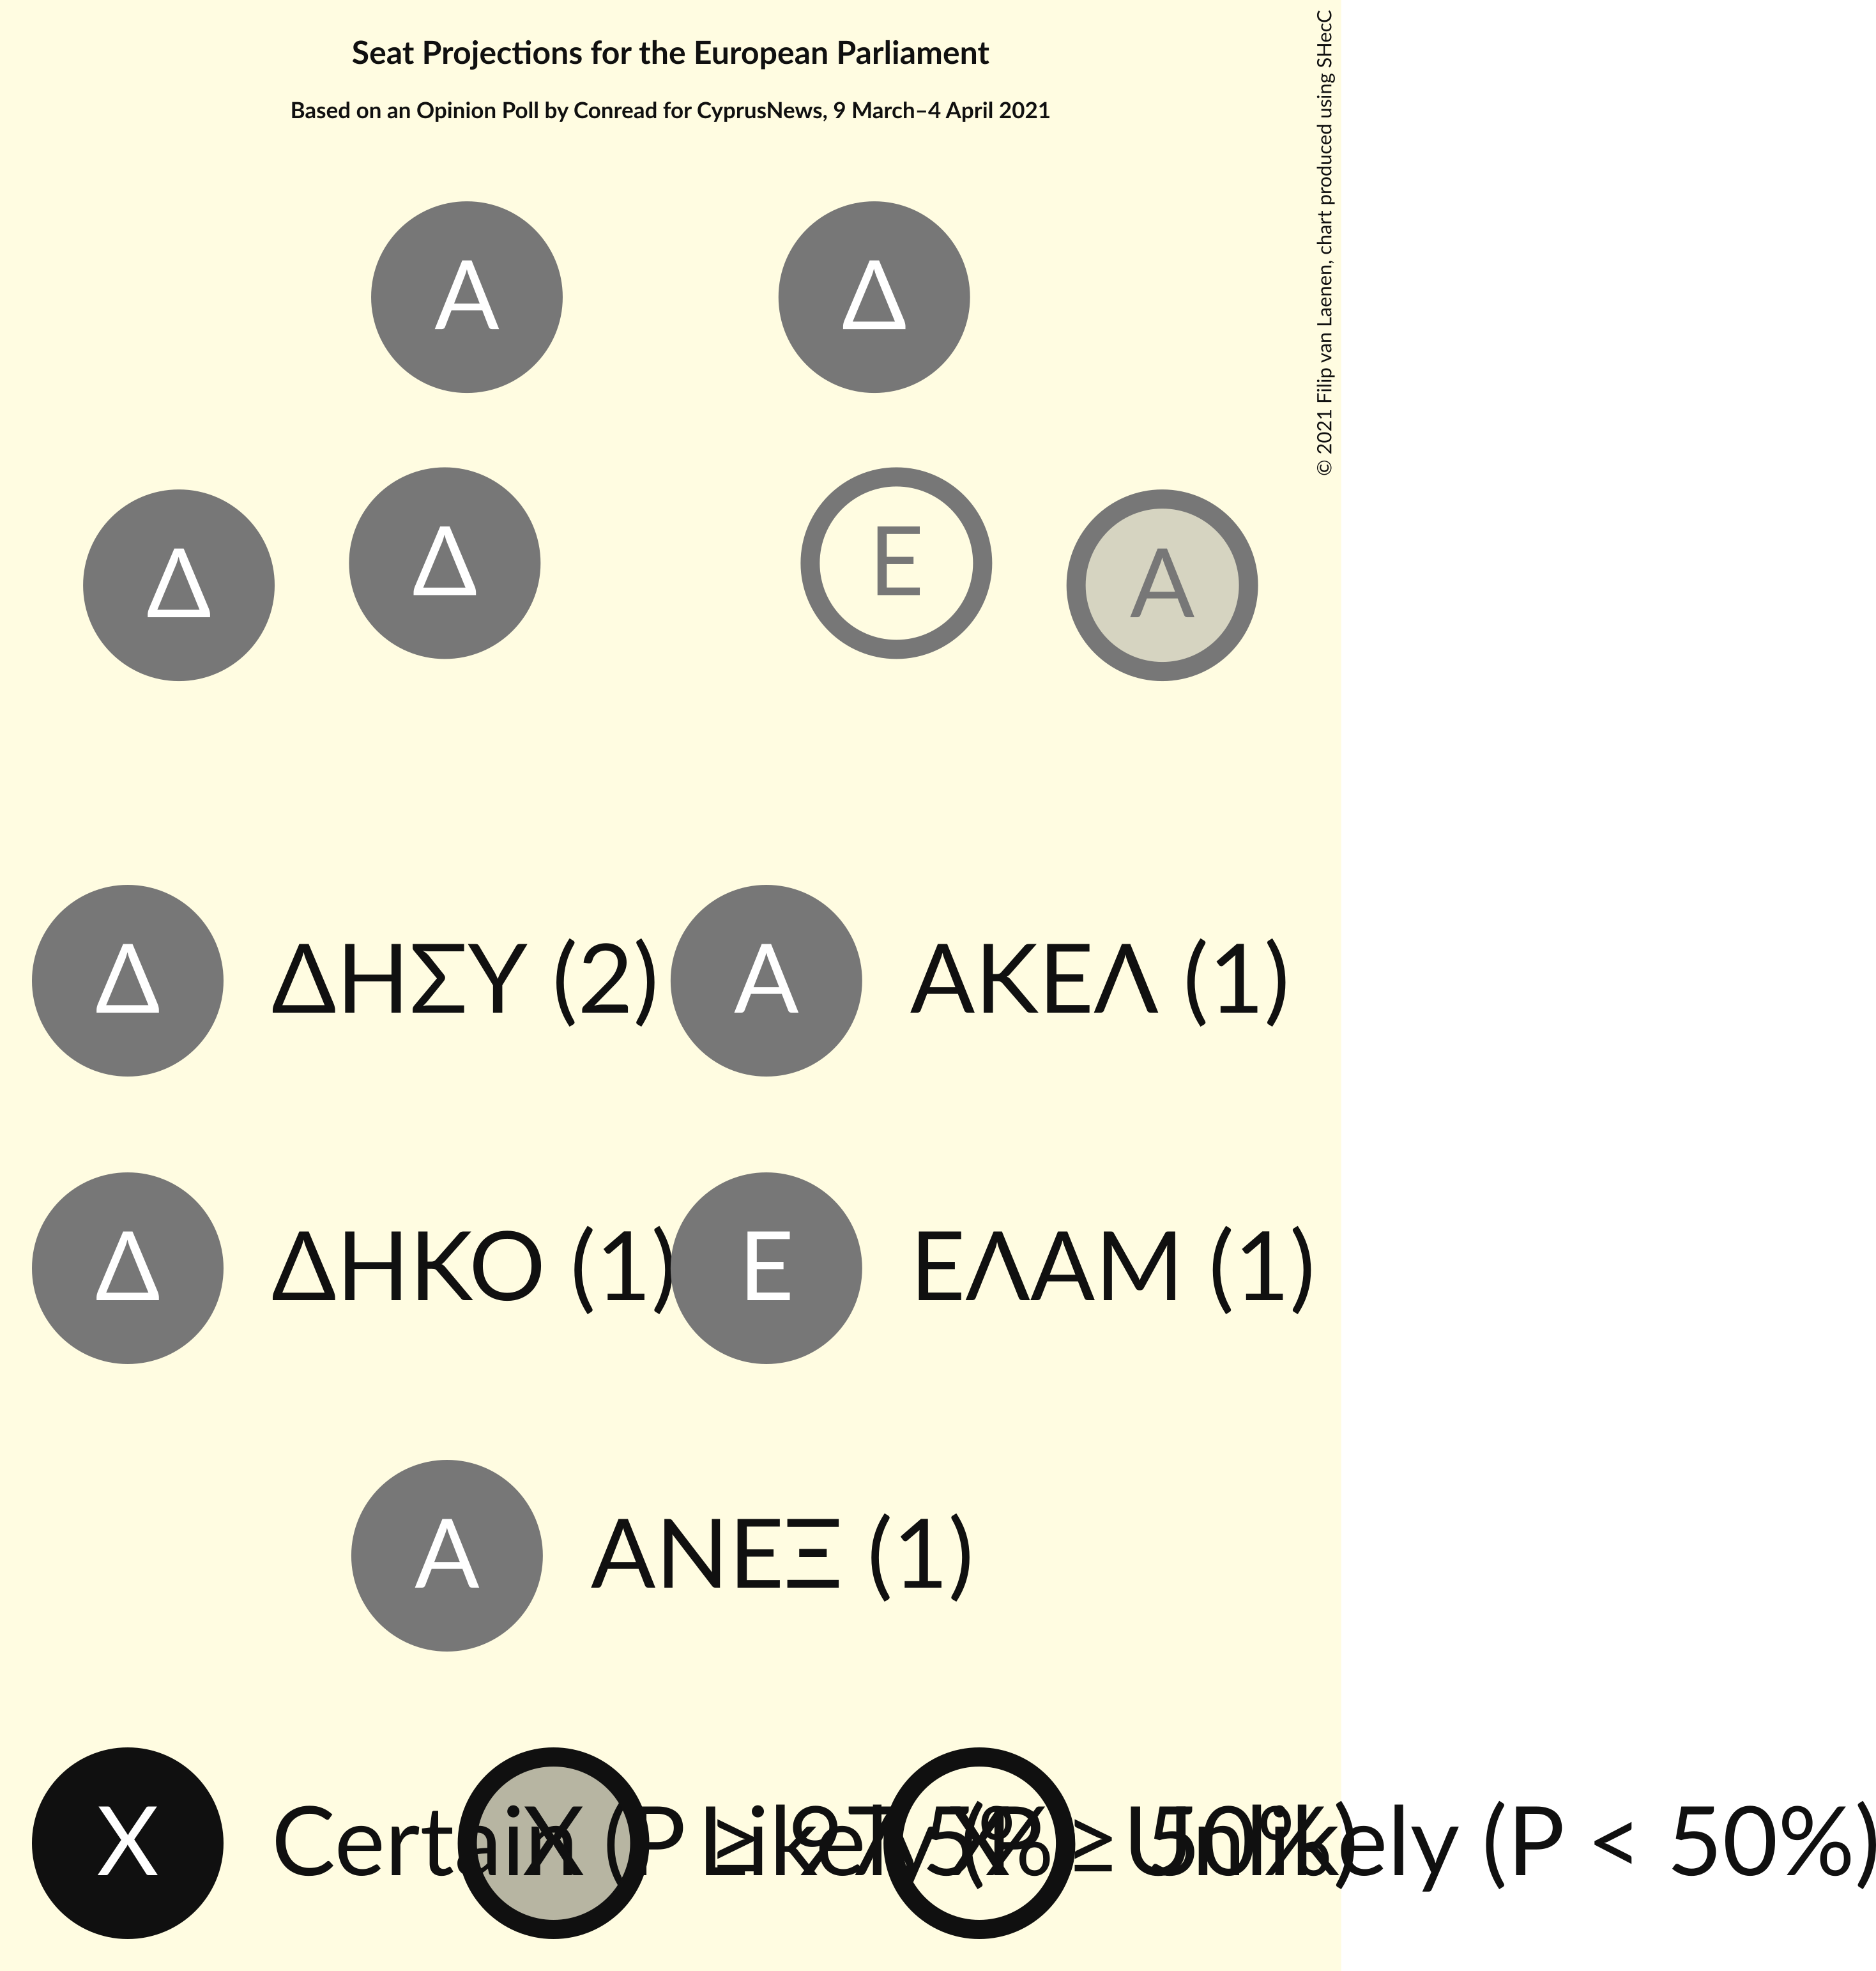 Seat Projections for the European Parliament
Based on an Opinion Poll by Conread for CyprusNews, 9 March–4 April 2021
© 2021 Filip van Laenen, chart produced using SHecC
Α Δ
Δ Δ Ε Α
Δ ΔΗΣΥ (2) Α ΑΚΕΛ (1)
Δ ΔΗΚΟ (1) Ε ΕΛΑΜ (1)
Α ΑΝΕΞ (1)
X Certain (P ≥ 95%) X Likely (P ≥ 50%) X Unlikely (P < 50%)